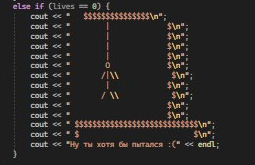 else if (lives == 0) {
    cout << "   $$$$$$$$$$$$$$$\n";
    cout << "        |             $\n";
    cout << "        |             $\n";
    cout << "        |             $\n";
    cout << "        O             $\n";
    cout << "       /|\\            $\n";
    cout << "        |             $\n";
    cout << "       / \\            $\n";
    cout << "                      $\n";
    cout << "                      $\n";
    cout << " $$$$$$$$$$$$$$$$$$$$$$$$$$$$\n";
    cout << " $                          $\n";
    cout << "Ну ты хотя бы пытался :(" << endl;
}